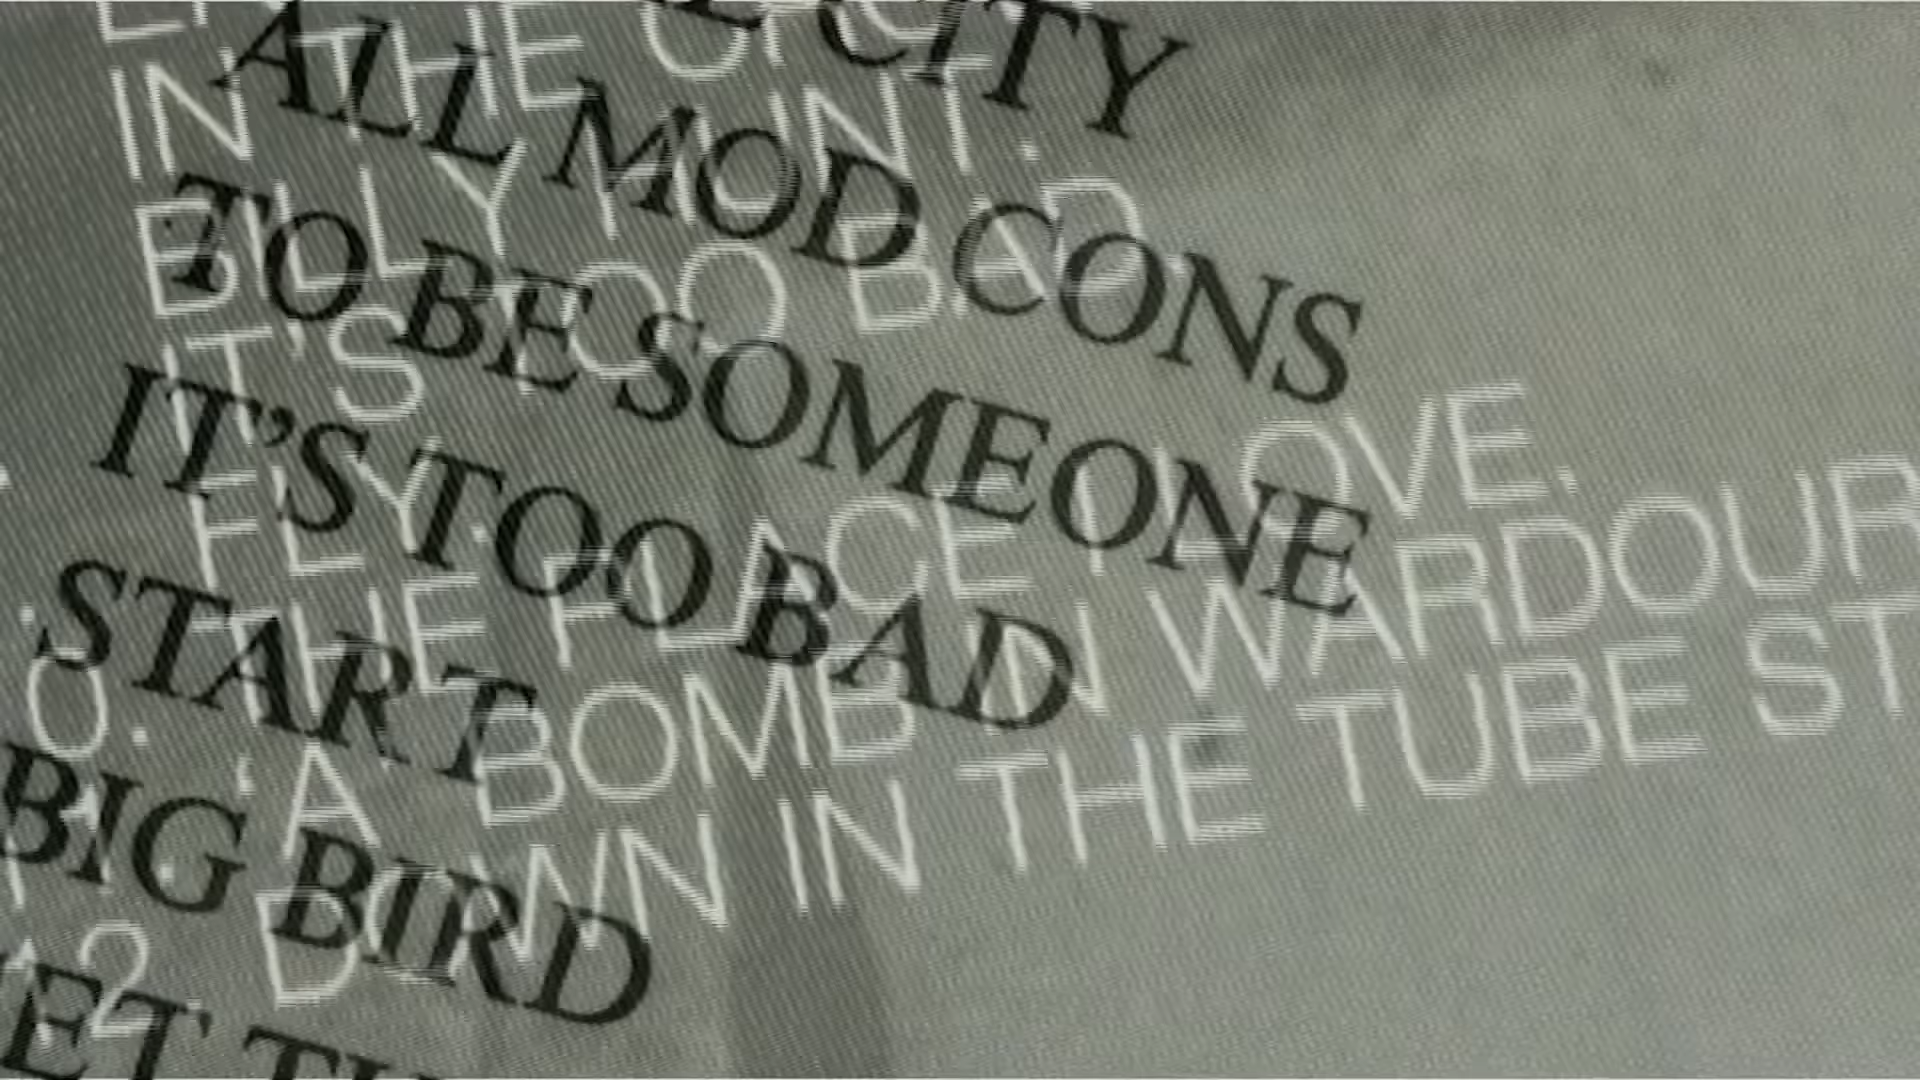 CITY
ALL MOD CONS
TO BE SOMEONE
IT'S TOO BAD
START
BIG BIRD
IN THE
BILLY HUNT.
IT'S TOO BAD
FLY.
THE PLACE I LOVE.
'A' BOMB IN WARDOUR
12 DOWN IN THE TUBE